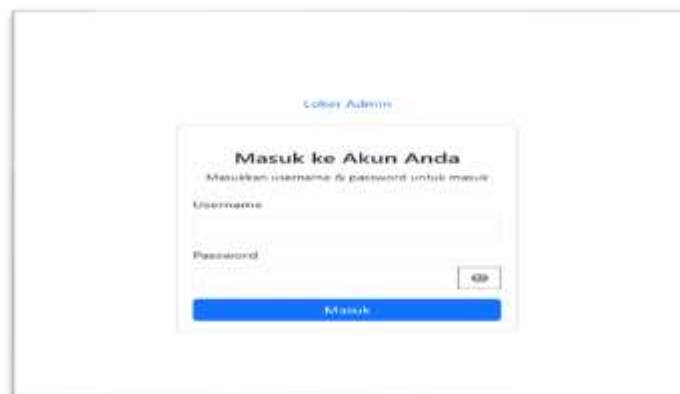 Loker Admin
Masuk ke Akun Anda
Masukkan username & password untuk masuk
Username
Password
Masuk